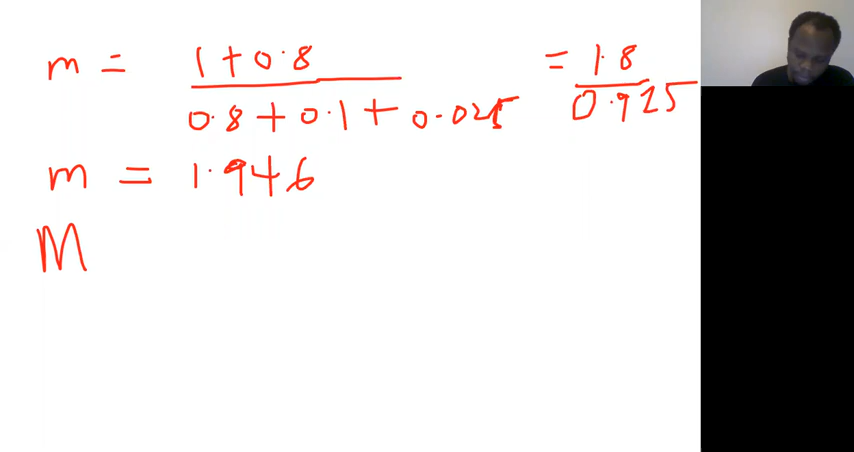 m = 1 + 0.8 / 0.8 + 0.1 + 0.025 = 1.8 / 0.925
m = 1.946
M